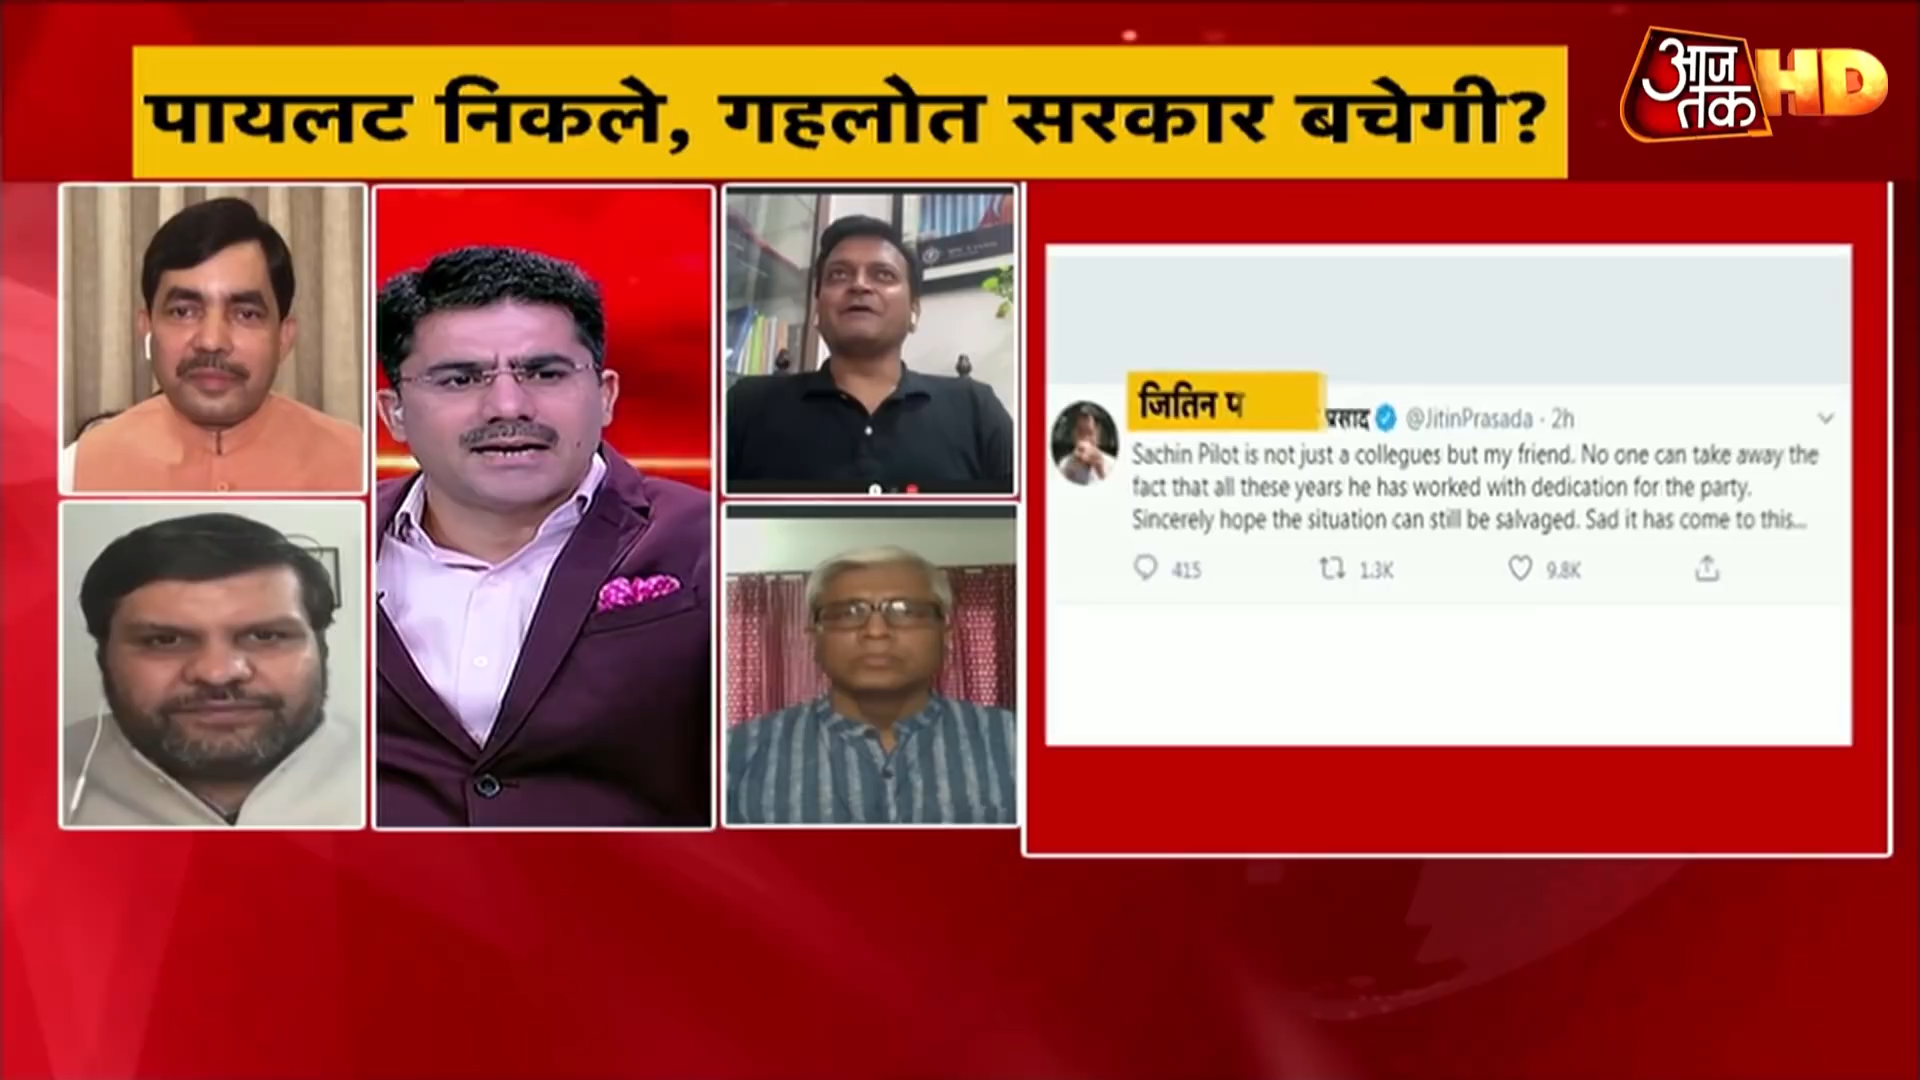 पायलट निकले, गहलोत सरकार बचेगी?
आज तक HD
जितिन प
प्रसाद @JitinPrasada · 2h
Sachin Pilot is not just a collegues but my friend. No one can take away the
fact that all these years he has worked with dedication for the party.
Sincerely hope the situation can still be salvaged. Sad it has come to this...
415 1.3K 9.8K